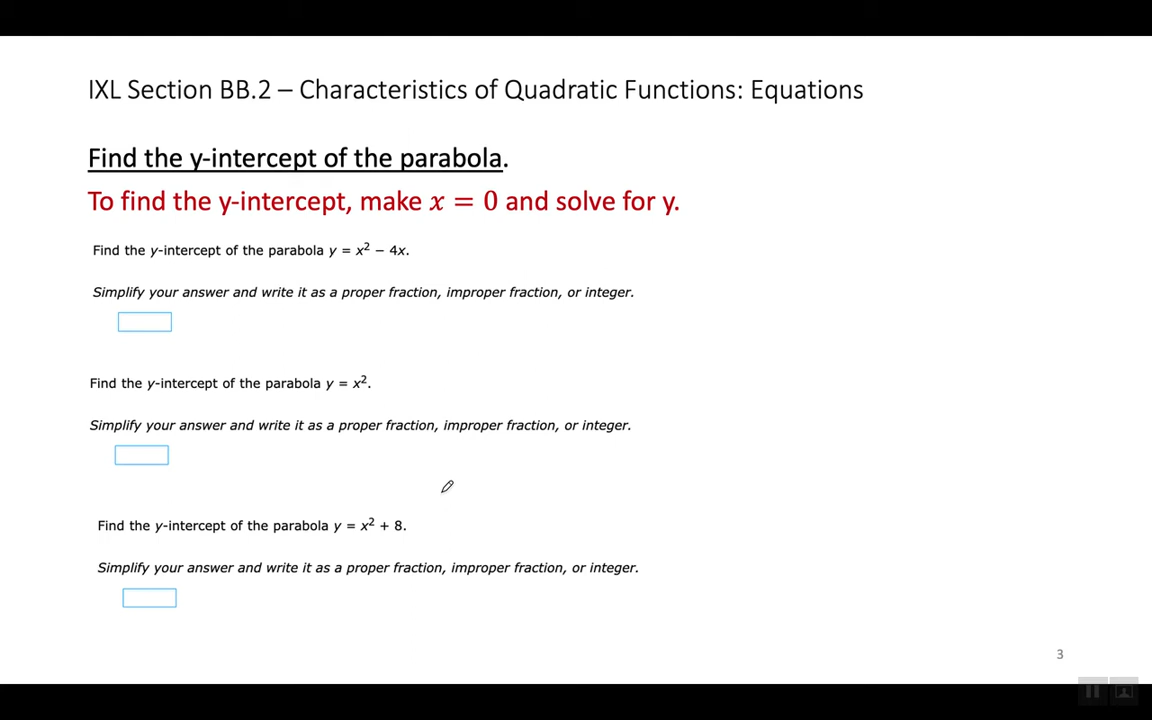 IXL Section BB.2 – Characteristics of Quadratic Functions: Equations
Find the y-intercept of the parabola.
To find the y-intercept, make x = 0 and solve for y.
Find the y-intercept of the parabola y = x² − 4x.
Simplify your answer and write it as a proper fraction, improper fraction, or integer.
Find the y-intercept of the parabola y = x².
Simplify your answer and write it as a proper fraction, improper fraction, or integer.
Find the y-intercept of the parabola y = x² + 8.
Simplify your answer and write it as a proper fraction, improper fraction, or integer.
3